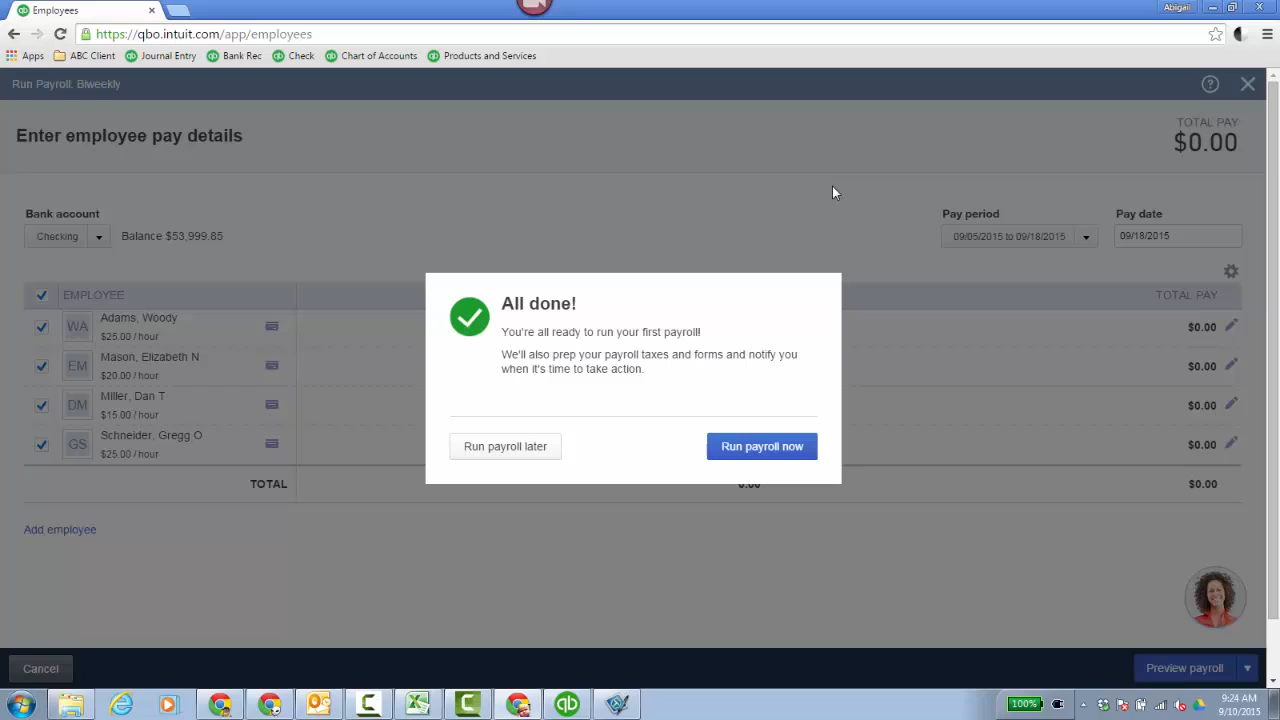 Employees
Abigail
https://qbo.intuit.com/app/employees
Apps ABC Client Journal Entry Bank Rec Check Chart of Accounts Products and Services
Run Payroll. Biweekly
Enter employee pay details
TOTAL PAY
$0.00
Bank account
Pay period
Pay date
Checking
Balance $53,999.85
09/05/2015 to 09/18/2015
09/18/2015
EMPLOYEE
TOTAL PAY
WA
Adams, Woody
$25.00 / hour
$0.00
EM
Mason, Elizabeth N
$20.00 / hour
$0.00
DM
Miller, Dan T
$15.00 / hour
$0.00
GS
Schneider, Gregg O
$25.00 / hour
$0.00
TOTAL
0.00
$0.00
Add employee
All done!
You're all ready to run your first payroll!
We'll also prep your payroll taxes and forms and notify you
when it's time to take action.
Run payroll later
Run payroll now
Cancel
Preview payroll
100%
9:24 AM
9/10/2015